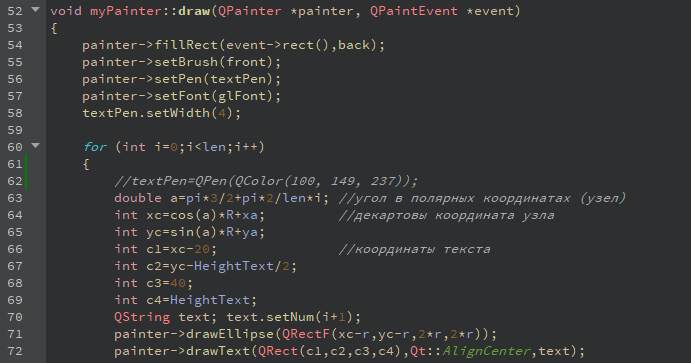 52 void myPainter::draw(QPainter *painter, QPaintEvent *event)
53 {
54 painter->fillRect(event->rect(),back);
55 painter->setBrush(front);
56 painter->setPen(textPen);
57 painter->setFont(glFont);
58 textPen.setWidth(4);
59
60 for (int i=0;i<len;i++)
61 {
62 //textPen=QPen(QColor(100, 149, 237));
63 double a=pi*3/2+pi*2/len*i; //угол в полярных координатах (узел)
64 int xc=cos(a)*R+xa; //декартовы координата узла
65 int yc=sin(a)*R+ya;
66 int c1=xc-20; //координаты текста
67 int c2=yc-HeightText/2;
68 int c3=40;
69 int c4=HeightText;
70 QString text; text.setNum(i+1);
71 painter->drawEllipse(QRectF(xc-r,yc-r,2*r,2*r));
72 painter->drawText(QRect(c1,c2,c3,c4),Qt::AlignCenter,text);